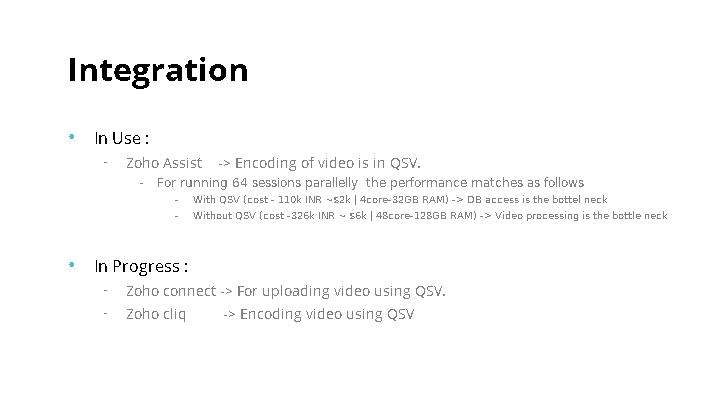 Integration
• In Use :
- Zoho Assist -> Encoding of video is in QSV.
- For running 64 sessions parallelly the performance matches as follows
- With QSV (cost - 110k INR ~$2k | 4core-32GB RAM) -> DB access is the bottel neck
- Without QSV (cost -326k INR ~ $6k | 48core-128GB RAM) -> Video processing is the bottle neck
• In Progress :
- Zoho connect -> For uploading video using QSV.
- Zoho cliq -> Encoding video using QSV